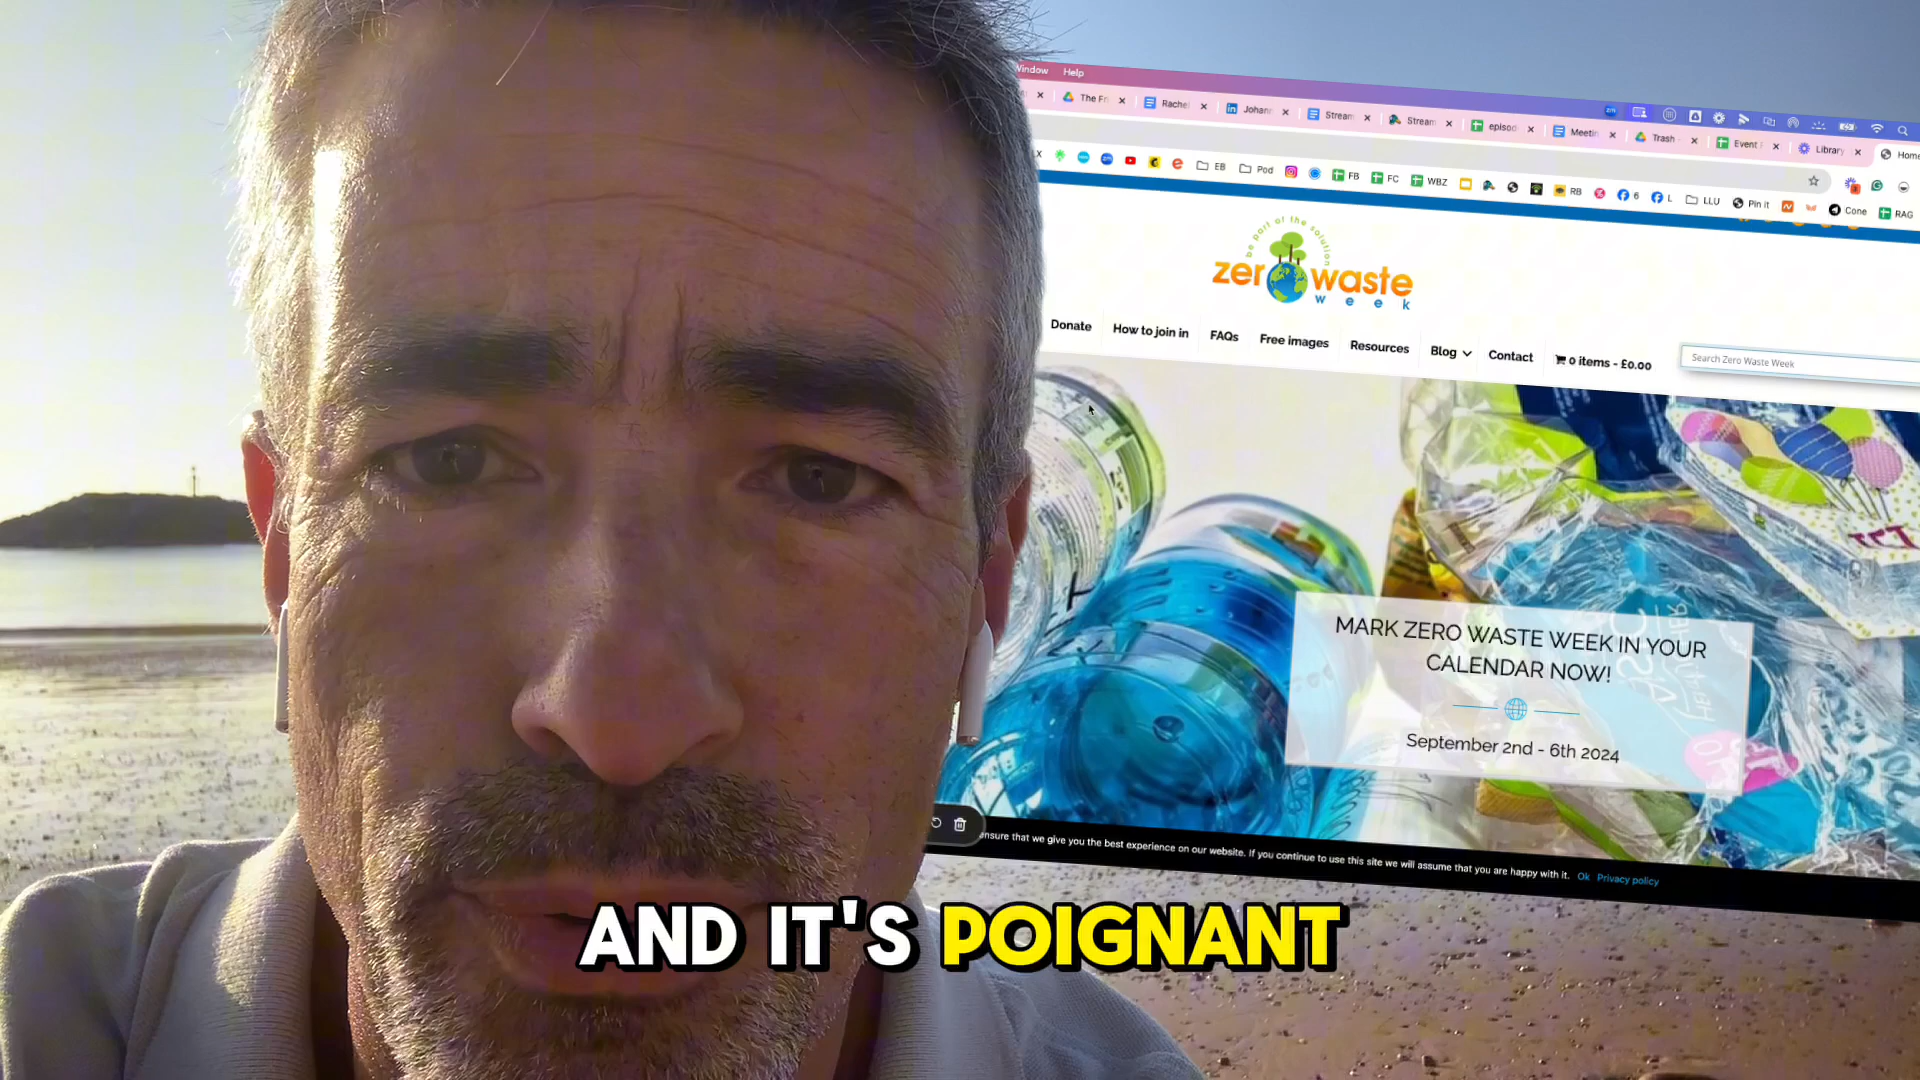 Window Help
The Fr
Rache
Johan
Stream
Stream
episod
Meetin
Trash
Event
Library
Home
X
EB
Pod
FB
FC
WBZ
RB
6
L
LLU
Pin it
Cone
RAG
be part of the solution
zero waste
week
Donate How to join in FAQs Free images Resources Blog Contact 0 items - £0.00
Search Zero Waste Week
MARK ZERO WASTE WEEK IN YOUR
CALENDAR NOW!
September 2nd - 6th 2024
ensure that we give you the best experience on our website. If you continue to use this site we will assume that you are happy with it. Ok Privacy policy
AND IT'S POIGNANT